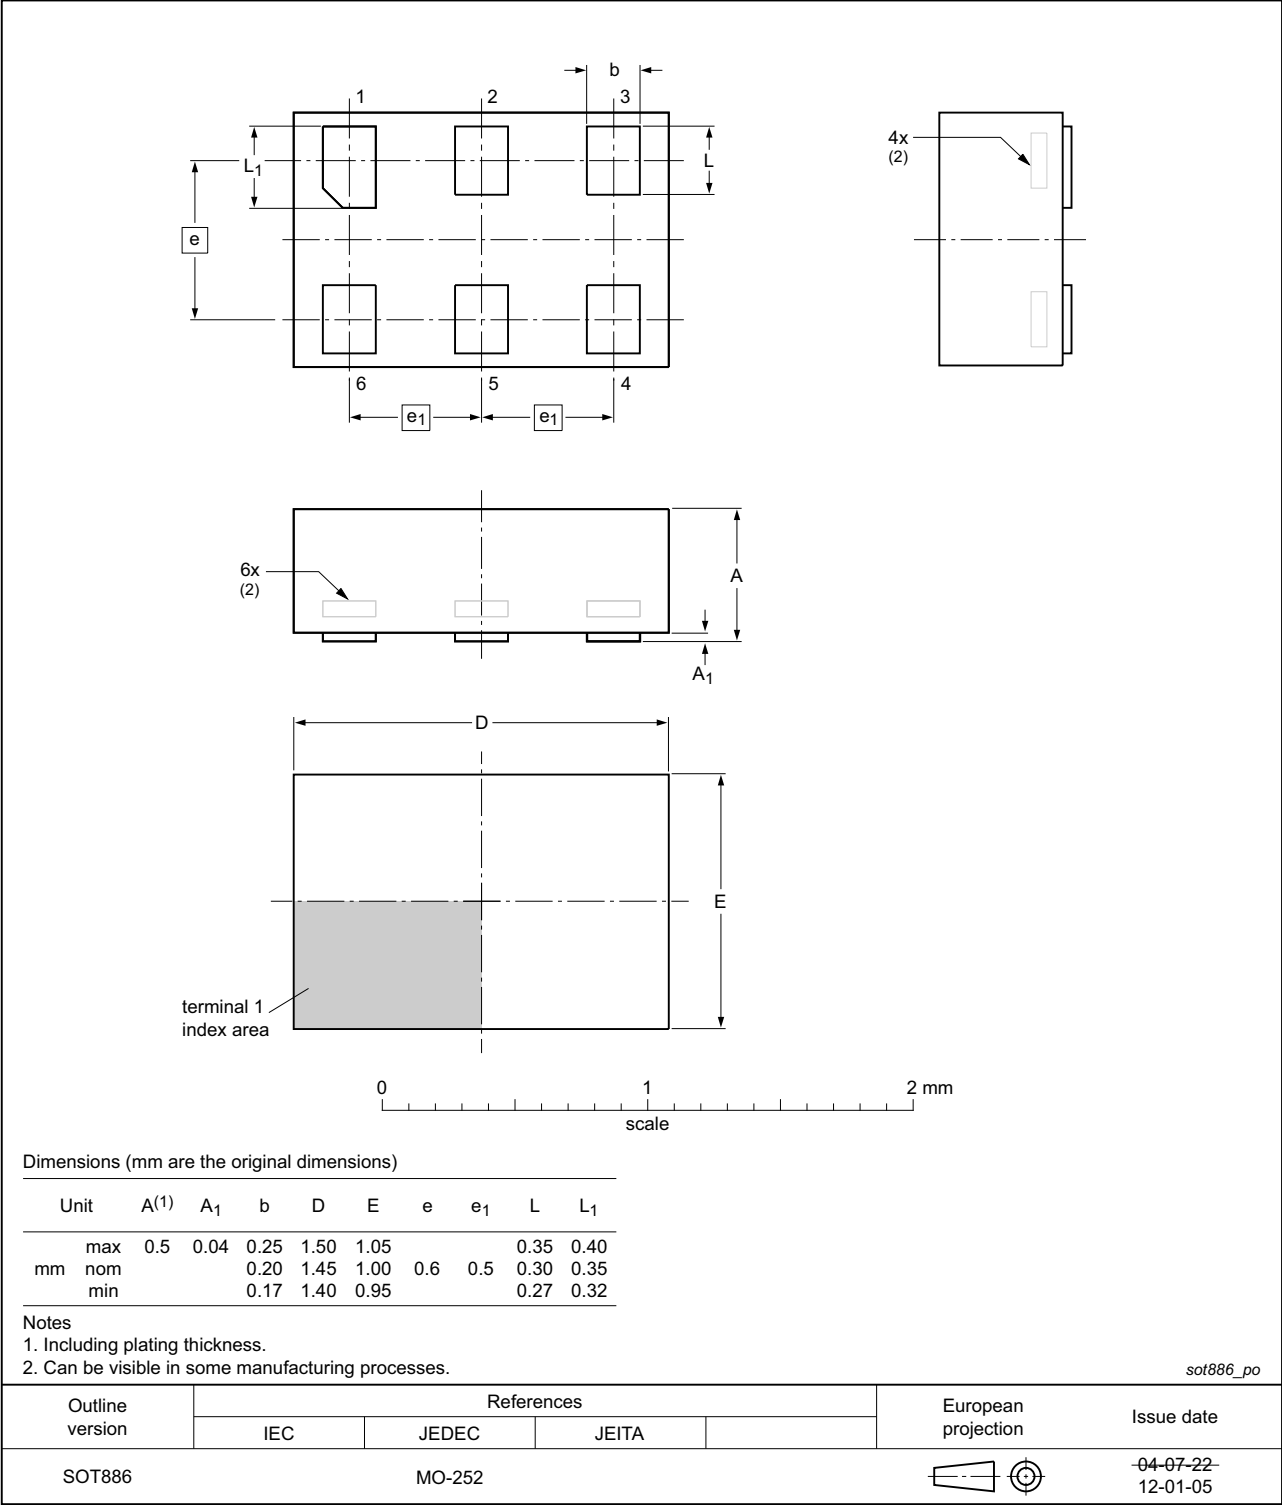 b
1 2 3
L1
L
4x
(2)
e
6 5 4
e1 e1
6x
(2)
A
A1
D
E
terminal 1
index area
0 1 2 mm
scale
Dimensions (mm are the original dimensions)
Unit A(1) A1 b D E e e1 L L1
max 0.5 0.04 0.25 1.50 1.05 0.35 0.40
mm nom 0.20 1.45 1.00 0.6 0.5 0.30 0.35
min 0.17 1.40 0.95 0.27 0.32
Notes
1. Including plating thickness.
2. Can be visible in some manufacturing processes.
sot886_po
Outline
version
References
IEC JEDEC JEITA
European
projection
Issue date
SOT886 MO-252
04-07-22
12-01-05